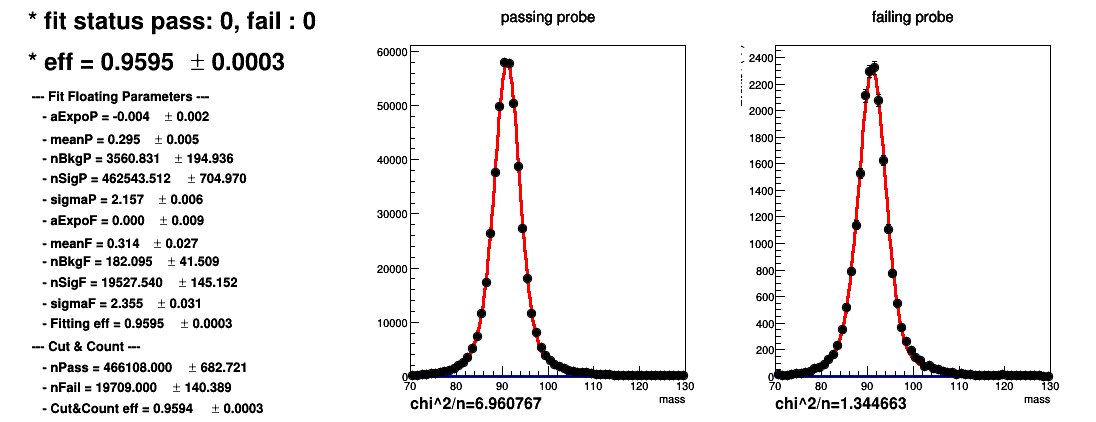 * fit status pass: 0, fail : 0
* eff = 0.9595 ± 0.0003
--- Fit Floating Parameters ---
- aExpoP = -0.004 ± 0.002
- meanP = 0.295 ± 0.005
- nBkgP = 3560.831 ± 194.936
- nSigP = 462543.512 ± 704.970
- sigmaP = 2.157 ± 0.006
- aExpoF = 0.000 ± 0.009
- meanF = 0.314 ± 0.027
- nBkgF = 182.095 ± 41.509
- nSigF = 19527.540 ± 145.152
- sigmaF = 2.355 ± 0.031
- Fitting eff = 0.9595 ± 0.0003
--- Cut & Count ---
- nPass = 466108.000 ± 682.721
- nFail = 19709.000 ± 140.389
- Cut&Count eff = 0.9594 ± 0.0003
passing probe
60000
50000
40000
30000
20000
10000
0
70 80 90 100 110 120 130
mass
chi^2/n=6.960767
failing probe
2400
2200
2000
1800
1600
1400
1200
1000
800
600
400
200
0
70 80 90 100 110 120 130
mass
chi^2/n=1.344663